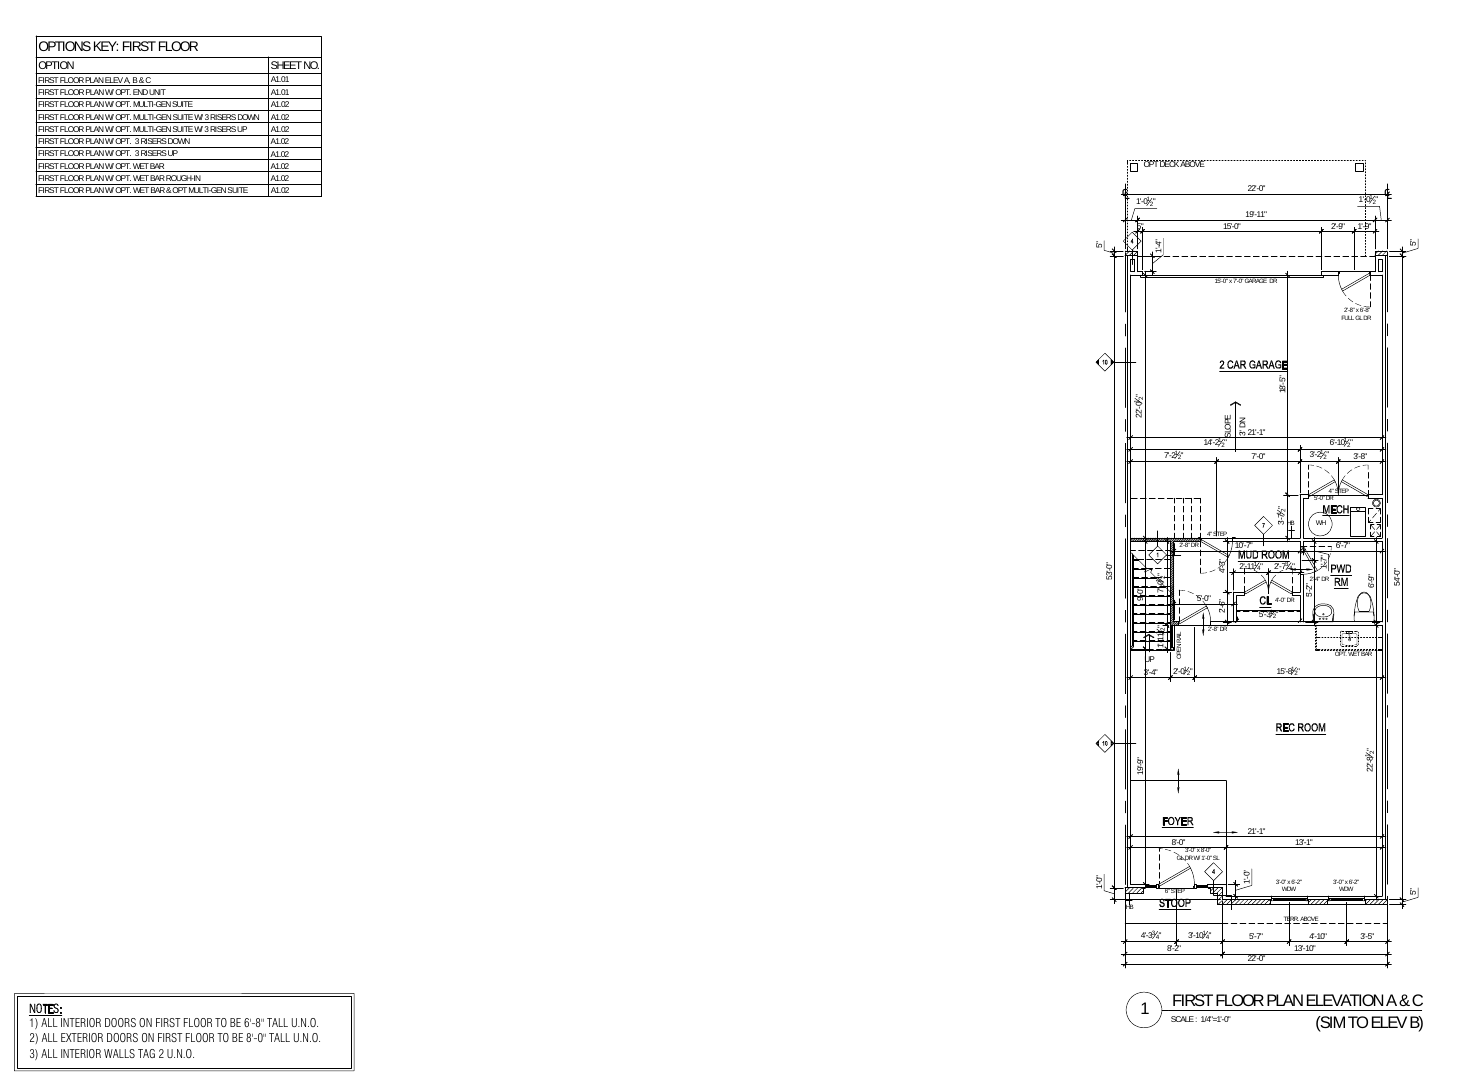 OPTIONS KEY: FIRST FLOOR
OPTION SHEET NO.
FIRST FLOOR PLAN ELEV A, B & C A1.01
FIRST FLOOR PLAN W/ OPT. END UNIT A1.01
FIRST FLOOR PLAN W/ OPT. MULTI-GEN SUITE A1.02
FIRST FLOOR PLAN W/ OPT. MULTI-GEN SUITE W/ 3 RISERS DOWN A1.02
FIRST FLOOR PLAN W/ OPT. MULTI-GEN SUITE W/ 3 RISERS UP A1.02
FIRST FLOOR PLAN W/ OPT. 3 RISERS DOWN A1.02
FIRST FLOOR PLAN W/ OPT. 3 RISERS UP A1.02
FIRST FLOOR PLAN W/ OPT. WET BAR A1.02
FIRST FLOOR PLAN W/ OPT. WET BAR ROUGH-IN A1.02
FIRST FLOOR PLAN W/ OPT. WET BAR & OPT MULTI-GEN SUITE A1.02
OPT DECK ABOVE
22'-0"
1'-0½" 1'-0½"
19'-11"
15'-0" 2'-9" 1'-9"
4
5" 1'-4" 5"
15'-0" x 7'-0" GARAGE DR
2'-8" x 6'-8"
FULL GL DR
10
2 CAR GARAGE
18'-5"
22'-0½"
SLOPE
3" DN
21'-1"
14'-2½" 6'-10½"
7'-2½" 7'-0" 3'-2½" 3'-8"
4" STEP
5'-0" DR
MECH
WH
HB
3'-7½"
7
4" STEP
2'-8" DR 10'-7" 6'-7"
1
MUD ROOM
4'-3"
2'-11¼" 2'-7¼"
1'-7"
PWD
RM
2'-4" DR
5'-2"
6'-9"
53'-0"
54'-0"
9'-0"
5'-0"
CL 4'-0" DR
2'-6"
5'-3½"
2'-8" DR
OPEN RAIL
UP
OPT. WET BAR
3'-4" 2'-0½" 15'-8½"
REC ROOM
10
19'-9"
22'-8½"
FOYER
21'-1"
8'-0" 13'-1"
3'-0" x 8'-0"
GL DR W/ 1'-0" SL
4
1'-0" 1'-0" 5"
3'-0" x 6'-2" 3'-0" x 6'-2"
WDW WDW
6" STEP
STOOP
HB
TERR. ABOVE
4'-3¾" 3'-10¼" 5'-7" 4'-10" 3'-5"
8'-2" 13'-10"
22'-0"
1
FIRST FLOOR PLAN ELEVATION A & C
SCALE : 1/4"=1'-0"
(SIM TO ELEV B)
NOTES:
1) ALL INTERIOR DOORS ON FIRST FLOOR TO BE 6'-8" TALL U.N.O.
2) ALL EXTERIOR DOORS ON FIRST FLOOR TO BE 8'-0" TALL U.N.O.
3) ALL INTERIOR WALLS TAG 2 U.N.O.